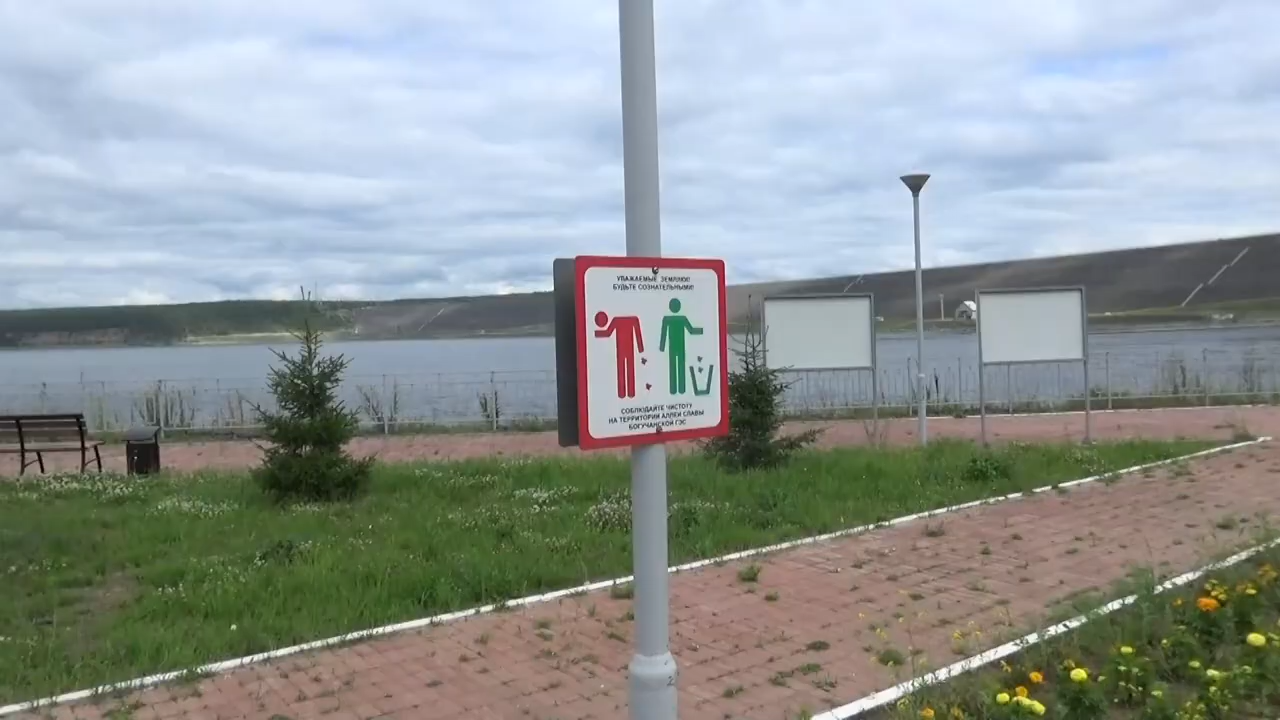 УВАЖАЕМЫЕ ЗЕМЛЯКИ!
БУДЬТЕ СОЗНАТЕЛЬНЫМИ!
СОБЛЮДАЙТЕ ЧИСТОТУ
НА ТЕРРИТОРИИ АЛЛЕИ СЛАВЫ
БОГУЧАНСКОЙ ГЭС